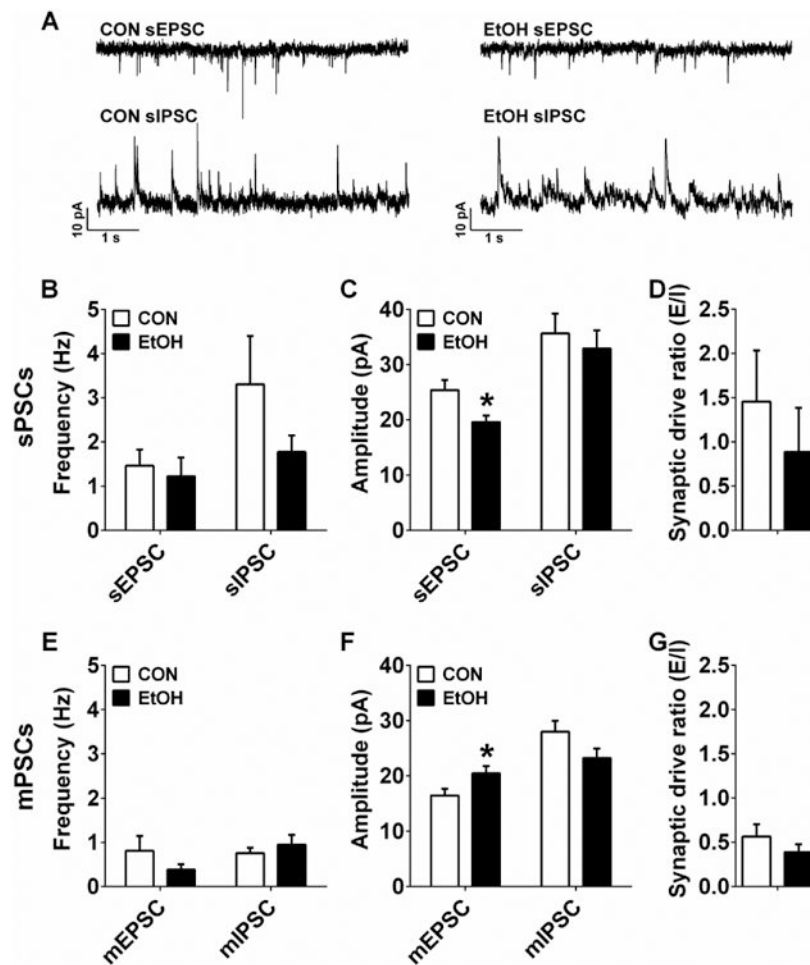 A
CON sEPSC
EtOH sEPSC
CON sIPSC
EtOH sIPSC
10 pA
1 s
10 pA
1 s
B
C
D
sPSCs
Frequency (Hz)
5
4
3
2
1
0
CON
EtOH
sEPSC
sIPSC
Amplitude (pA)
40
30
20
10
0
CON
EtOH
*
sEPSC
sIPSC
Synaptic drive ratio (E/I)
2.5
2.0
1.5
1.0
0.5
0.0
E
F
G
mPSCs
Frequency (Hz)
5
4
3
2
1
0
CON
EtOH
mEPSC
mIPSC
Amplitude (pA)
40
30
20
10
0
CON
EtOH
*
mEPSC
mIPSC
Synaptic drive ratio (E/I)
2.5
2.0
1.5
1.0
0.5
0.0